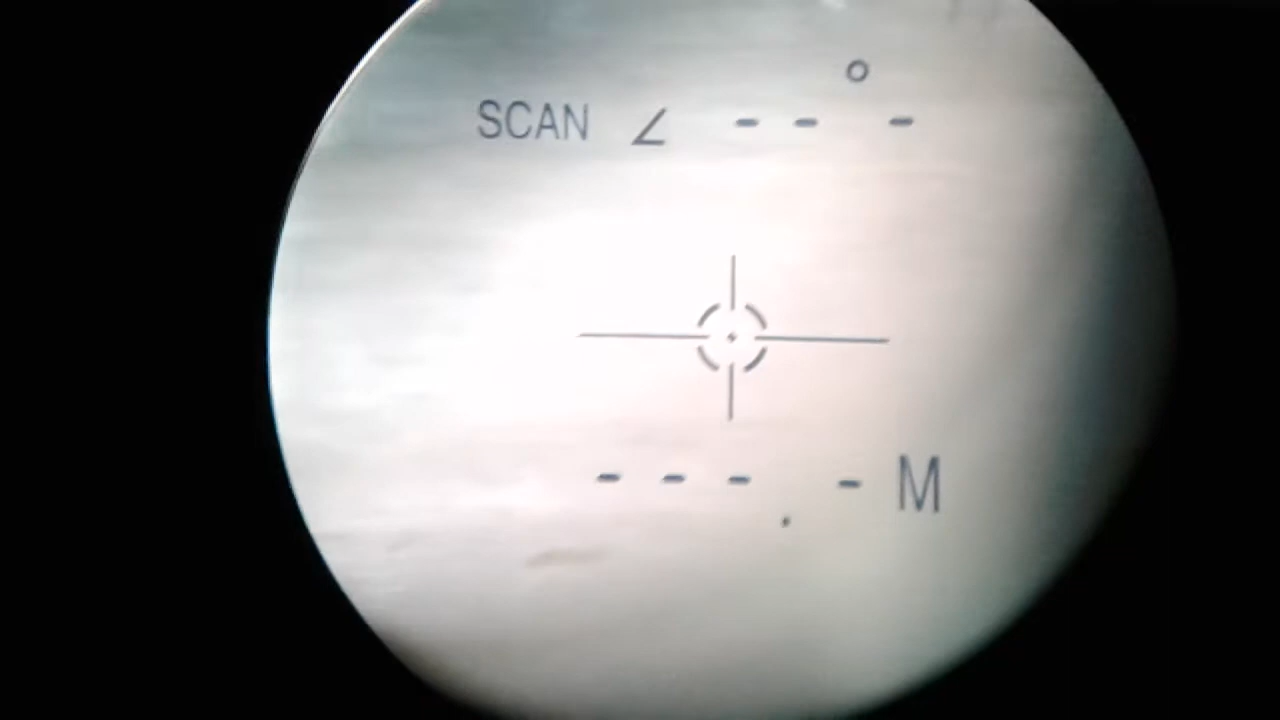 SCAN ∠ - - ° -
- - - . - M